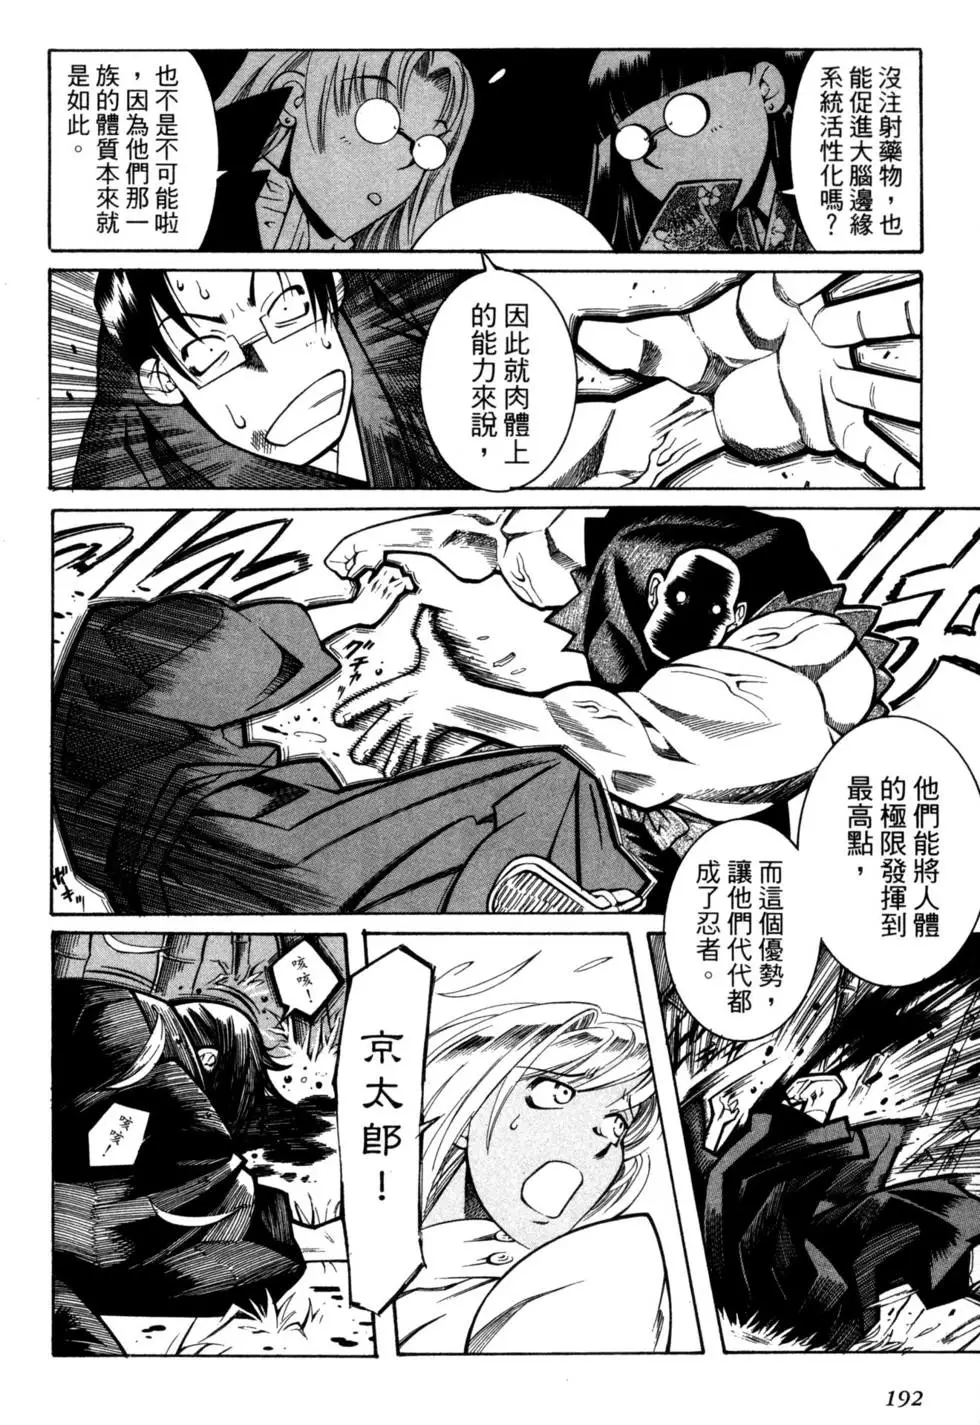 沒注射藥物，也
能促進大腦邊緣
系統活性化嗎？
也不是不可能啦
，因為他們那一
族的體質本來就
是如此。
因此就肉體上
的能力來說，
グチャ
他們能將人體
的極限發揮到
最高點，
而這個優勢，
讓他們代代都
成了忍者。
京太郎！
咳
咳！
咳
咳！
192